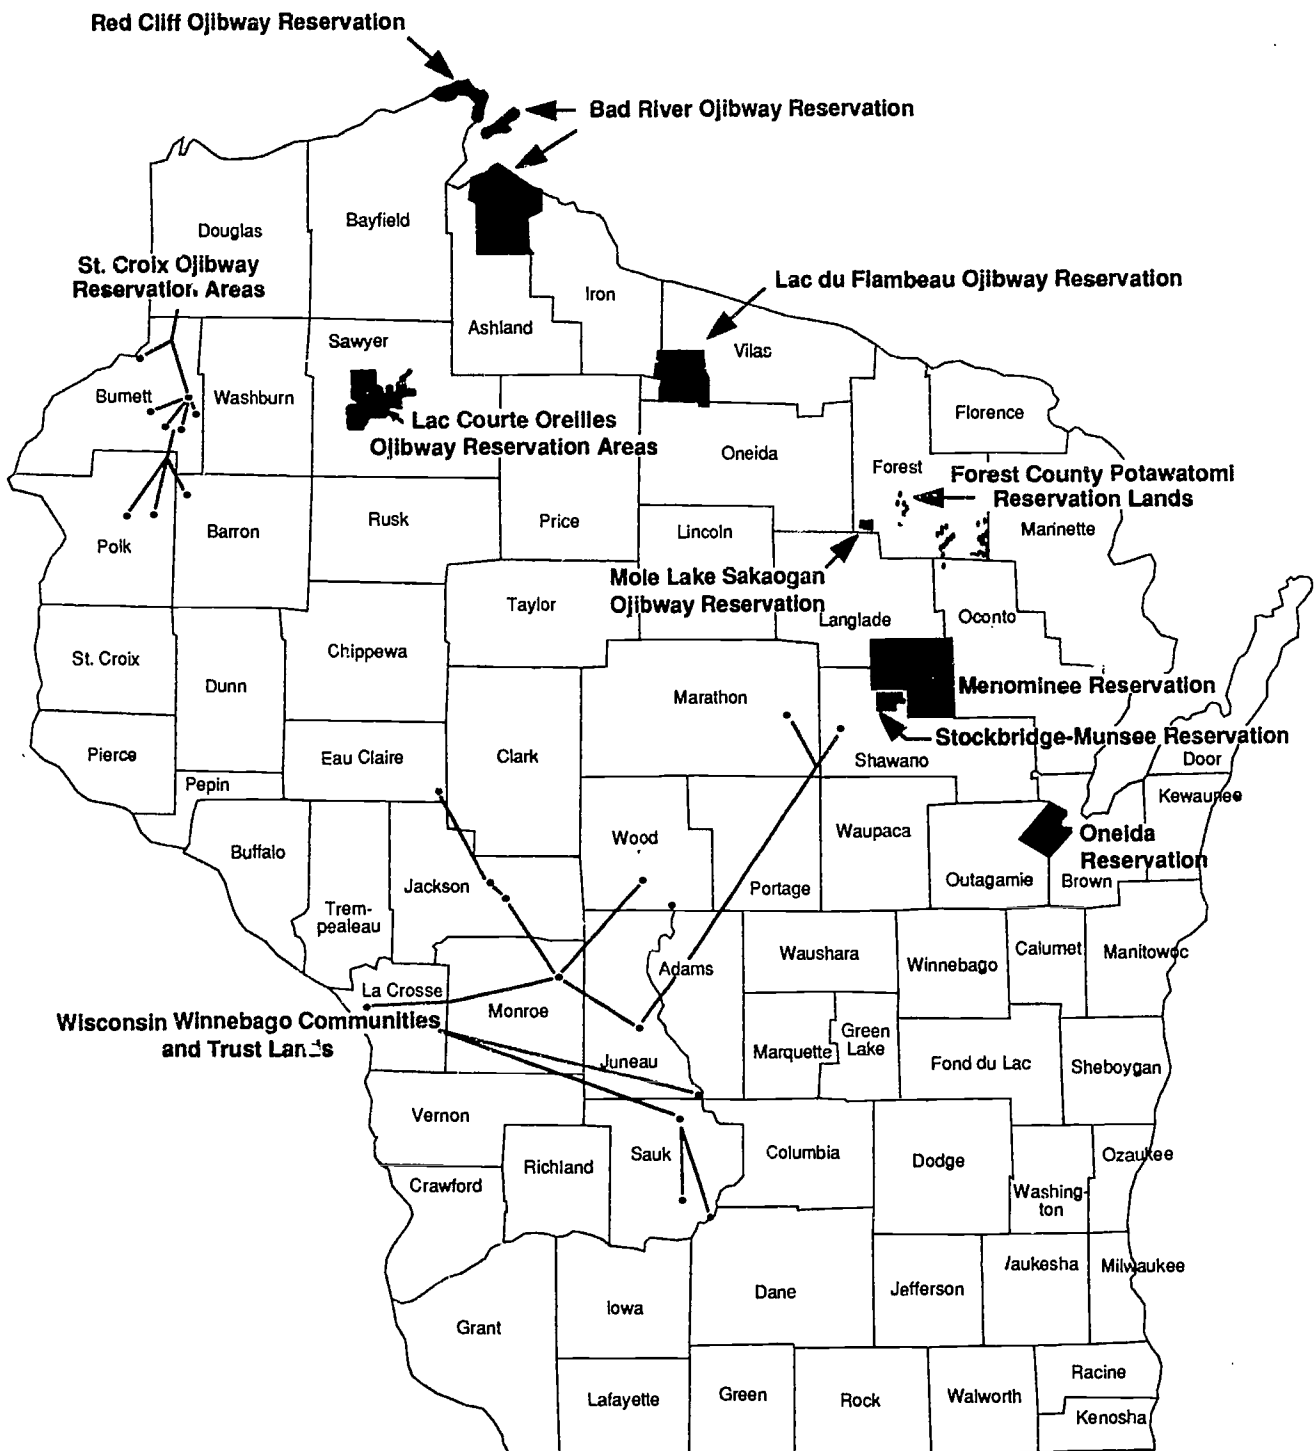 Red Cliff Ojibway Reservation
Bad River Ojibway Reservation
Douglas
Bayfield
St. Croix Ojibway
Reservation Areas
Lac du Flambeau Ojibway Reservation
Iron
Ashland
Sawyer
Vilas
Burnett
Washburn
Lac Courte Oreilles
Ojibway Reservation Areas
Florence
Oneida
Forest
Forest County Potawatomi
Reservation Lands
Polk
Barron
Rusk
Price
Lincoln
Marinette
Mole Lake Sakaogan
Ojibway Reservation
Taylor
Langlade
Oconto
St. Croix
Dunn
Chippewa
Marathon
Menominee Reservation
Stockbridge-Munsee Reservation
Pierce
Pepin
Eau Claire
Clark
Shawano
Door
Kewaunee
Buffalo
Wood
Waupaca
Oneida
Reservation
Jackson
Portage
Outagamie
Brown
Trem-
pealeau
Waushara
Winnebago
Calumet
Manitowoc
Adams
La Crosse
Monroe
Wisconsin Winnebago Communities
and Trust Lands
Juneau
Marquette
Green
Lake
Fond du Lac
Sheboygan
Vernon
Richland
Sauk
Columbia
Dodge
Ozaukee
Washing-
ton
Crawford
/aukesha
Milwaukee
Grant
Iowa
Dane
Jefferson
Racine
Lafayette
Green
Rock
Walworth
Kenosha